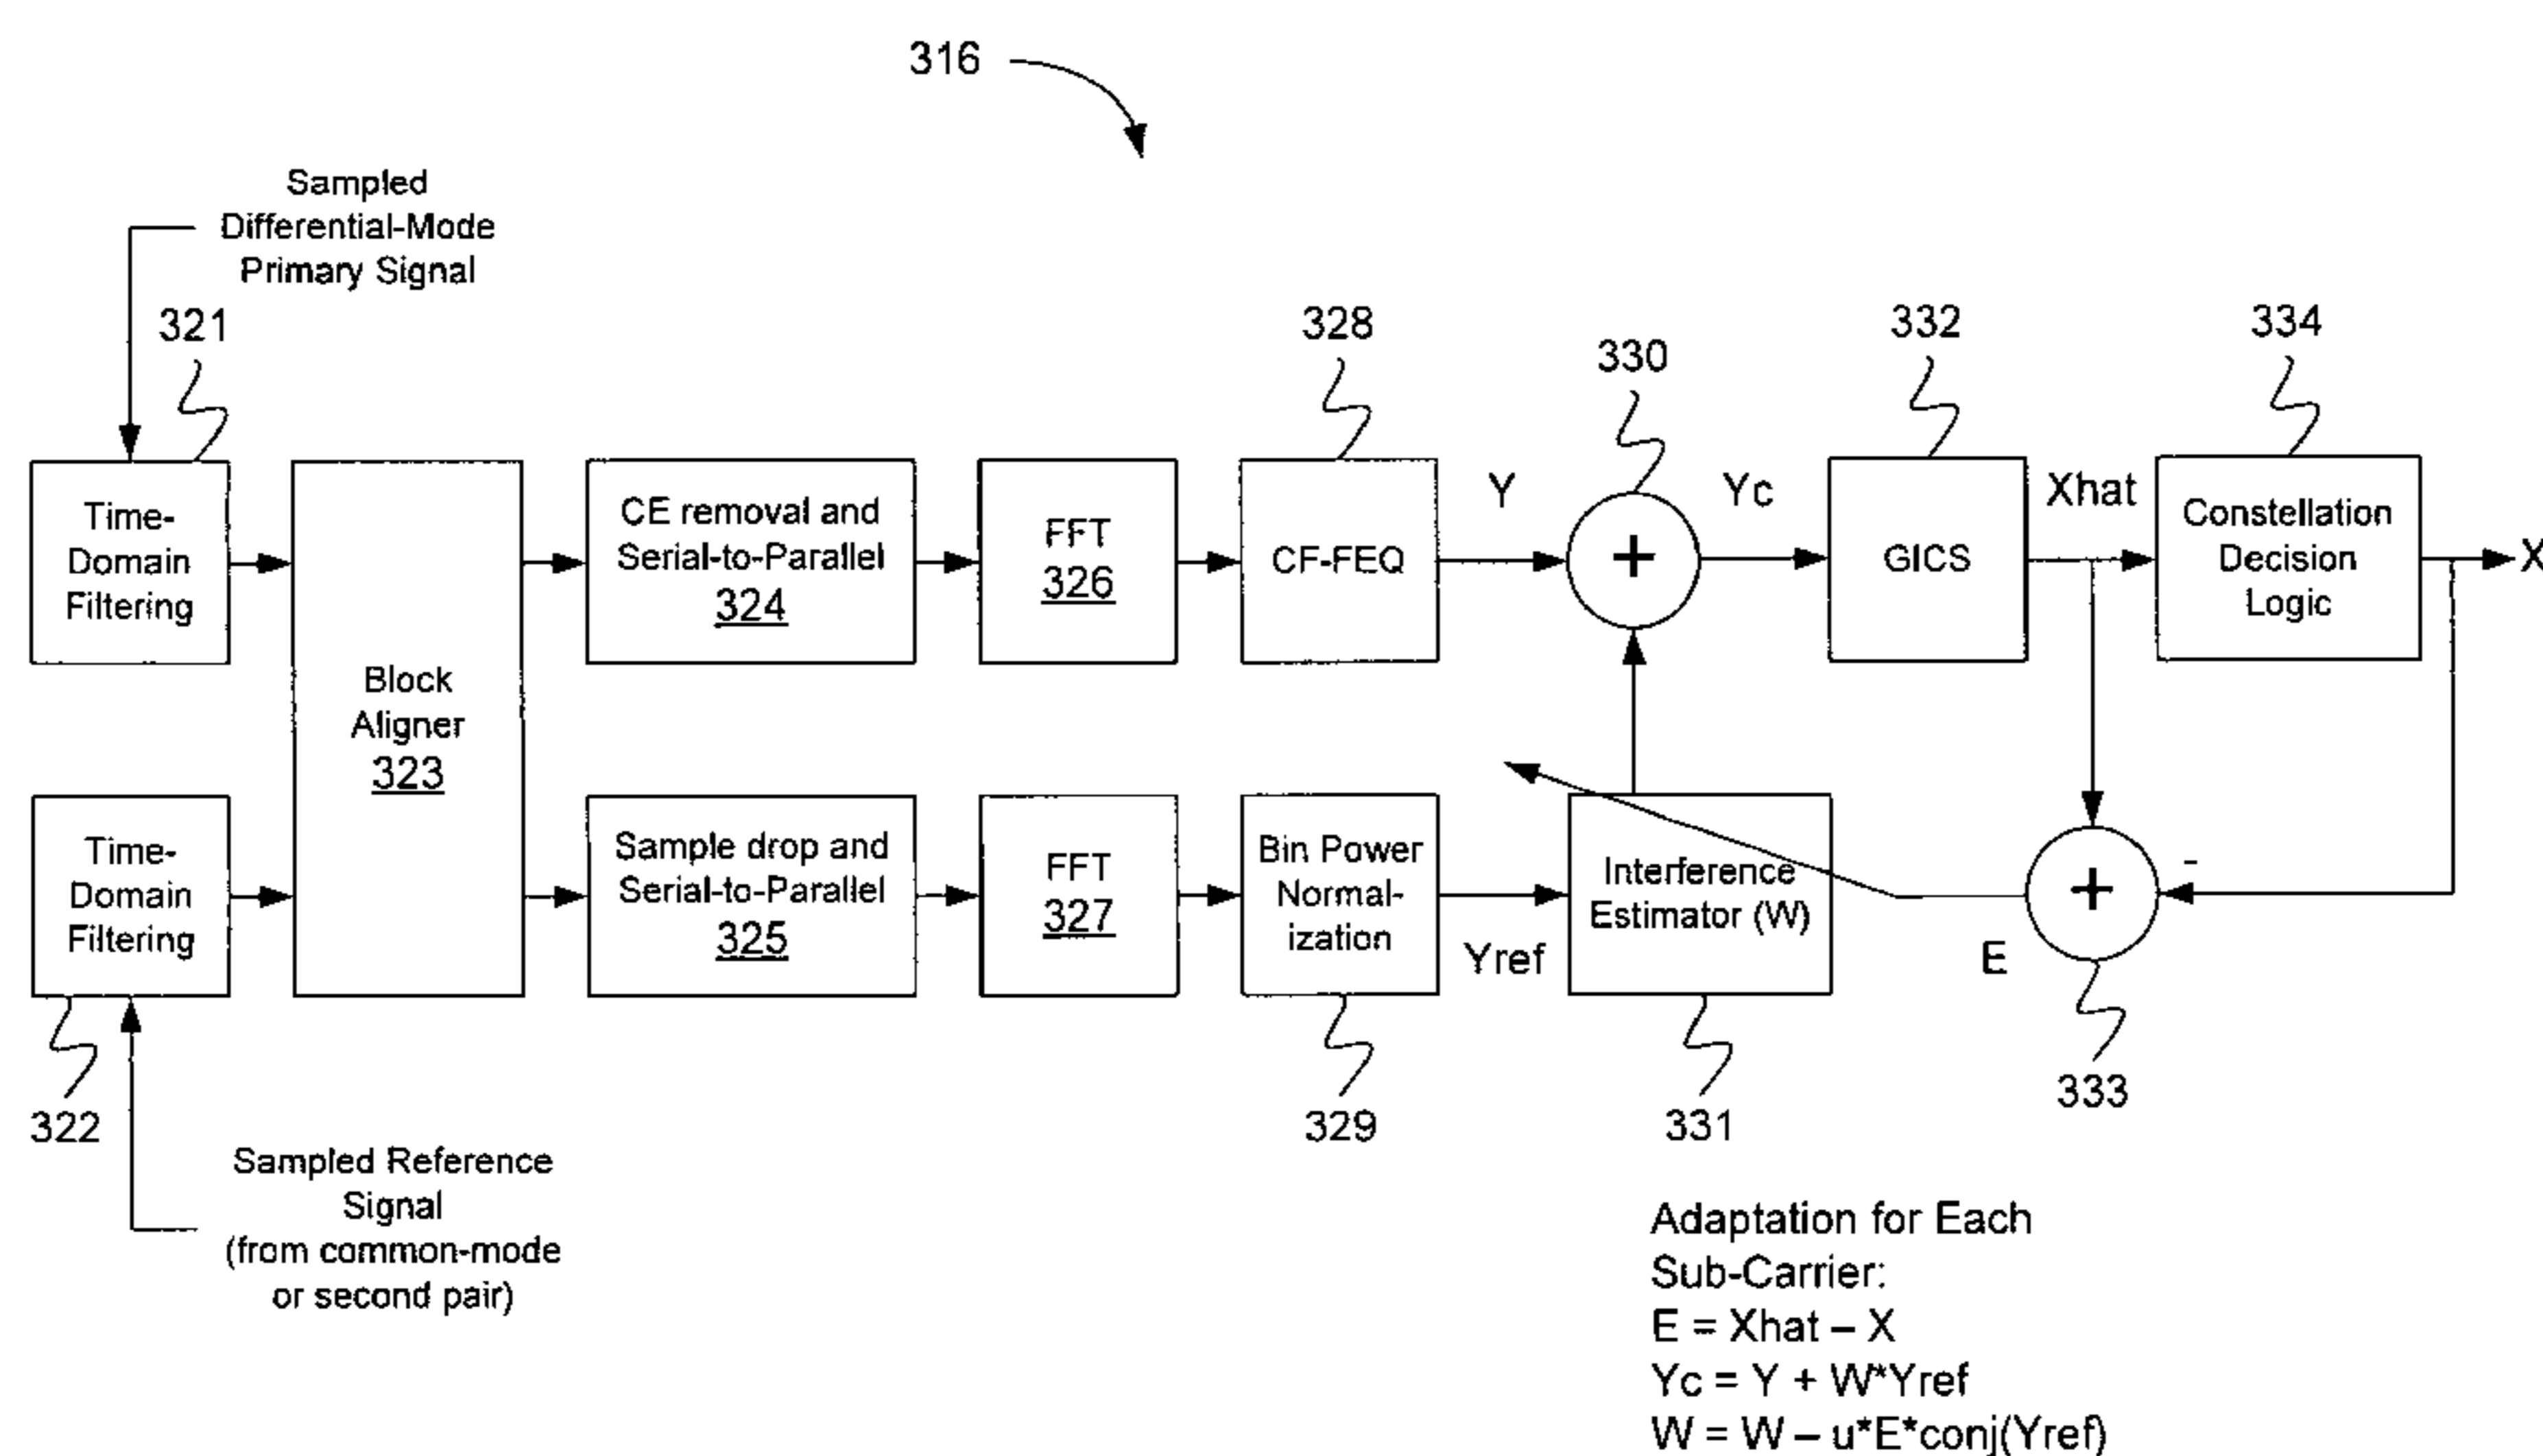 316
Sampled
Differential-Mode
Primary Signal
321
328
330
332
334
Time-
Domain
Filtering
Block
Aligner
323
CE removal and
Serial-to-Parallel
324
FFT
326
CF-FEQ
Y
+
Yc
GICS
Xhat
Constellation
Decision
Logic
X
Time-
Domain
Filtering
Sample drop and
Serial-to-Parallel
325
FFT
327
Bin Power
Normal-
ization
Yref
Interference
Estimator (W)
E
+
-
322
329
331
333
Sampled Reference
Signal
(from common-mode
or second pair)
Adaptation for Each
Sub-Carrier:
E = Xhat – X
Yc = Y + W*Yref
W = W – u*E*conj(Yref)